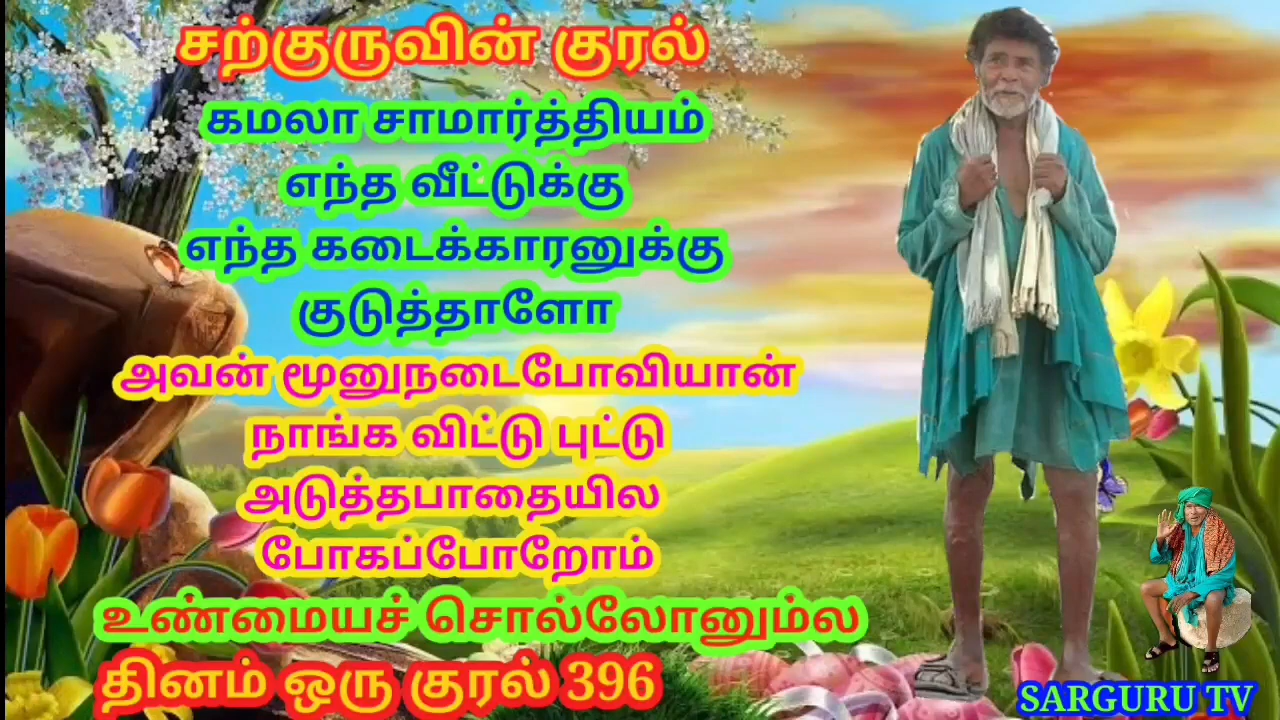 சற்குருவின் குரல்
கமலா சாமார்த்தியம்
எந்த வீட்டுக்கு
எந்த கடைக்காரனுக்கு
குடுத்தாளோ
அவன் மூனுநடைபோவியான்
நாங்க விட்டு புட்டு
அடுத்தபாதையில
போகப்போறோம்
உண்மையச் சொல்லோனும்ல
தினம் ஒரு குரல் 396
SARGURU TV